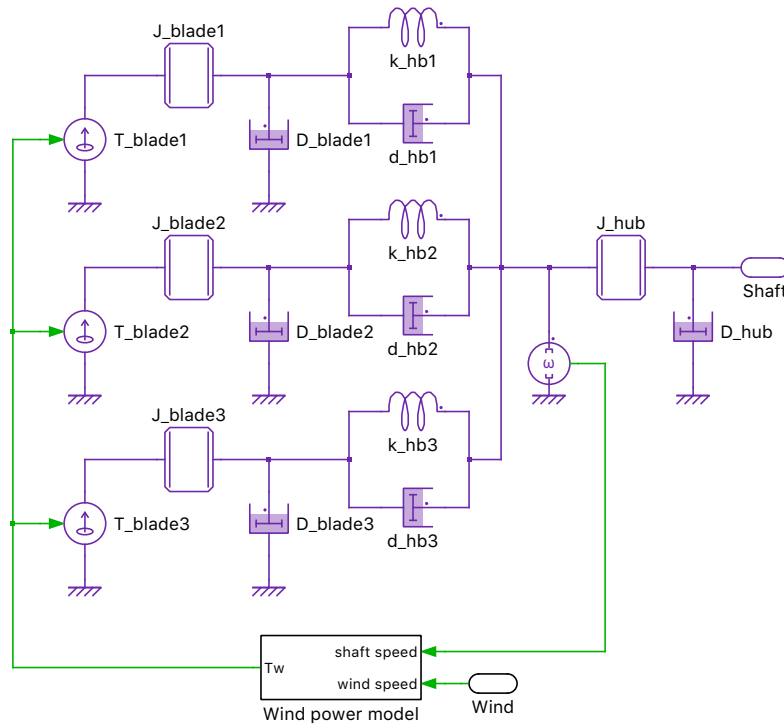 J_blade1
k_hb1
T_blade1
D_blade1
d_hb1
J_blade2
k_hb2
J_hub
Shaft
T_blade2
D_blade2
d_hb2
D_hub
ω
J_blade3
k_hb3
T_blade3
D_blade3
d_hb3
shaft speed
Tw
wind speed
Wind
Wind power model